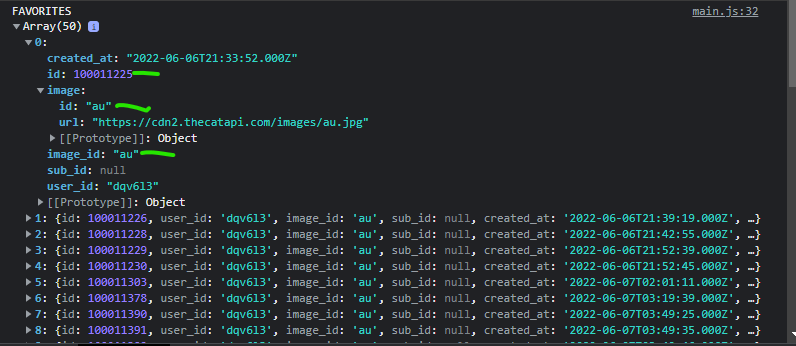 FAVORITES main.js:32
▼Array(50) i
▼0:
created_at: "2022-06-06T21:33:52.000Z"
id: 100011225
▼image:
id: "au"
url: "https://cdn2.thecatapi.com/images/au.jpg"
▶[[Prototype]]: Object
image_id: "au"
sub_id: null
user_id: "dqv6l3"
▶[[Prototype]]: Object
▶1: {id: 100011226, user_id: 'dqv6l3', image_id: 'au', sub_id: null, created_at: '2022-06-06T21:39:19.000Z', …}
▶2: {id: 100011228, user_id: 'dqv6l3', image_id: 'au', sub_id: null, created_at: '2022-06-06T21:42:55.000Z', …}
▶3: {id: 100011229, user_id: 'dqv6l3', image_id: 'au', sub_id: null, created_at: '2022-06-06T21:52:39.000Z', …}
▶4: {id: 100011230, user_id: 'dqv6l3', image_id: 'au', sub_id: null, created_at: '2022-06-06T21:52:45.000Z', …}
▶5: {id: 100011303, user_id: 'dqv6l3', image_id: 'au', sub_id: null, created_at: '2022-06-07T02:01:11.000Z', …}
▶6: {id: 100011378, user_id: 'dqv6l3', image_id: 'au', sub_id: null, created_at: '2022-06-07T03:19:39.000Z', …}
▶7: {id: 100011390, user_id: 'dqv6l3', image_id: 'au', sub_id: null, created_at: '2022-06-07T03:49:25.000Z', …}
▶8: {id: 100011391, user_id: 'dqv6l3', image_id: 'au', sub_id: null, created_at: '2022-06-07T03:49:35.000Z', …}